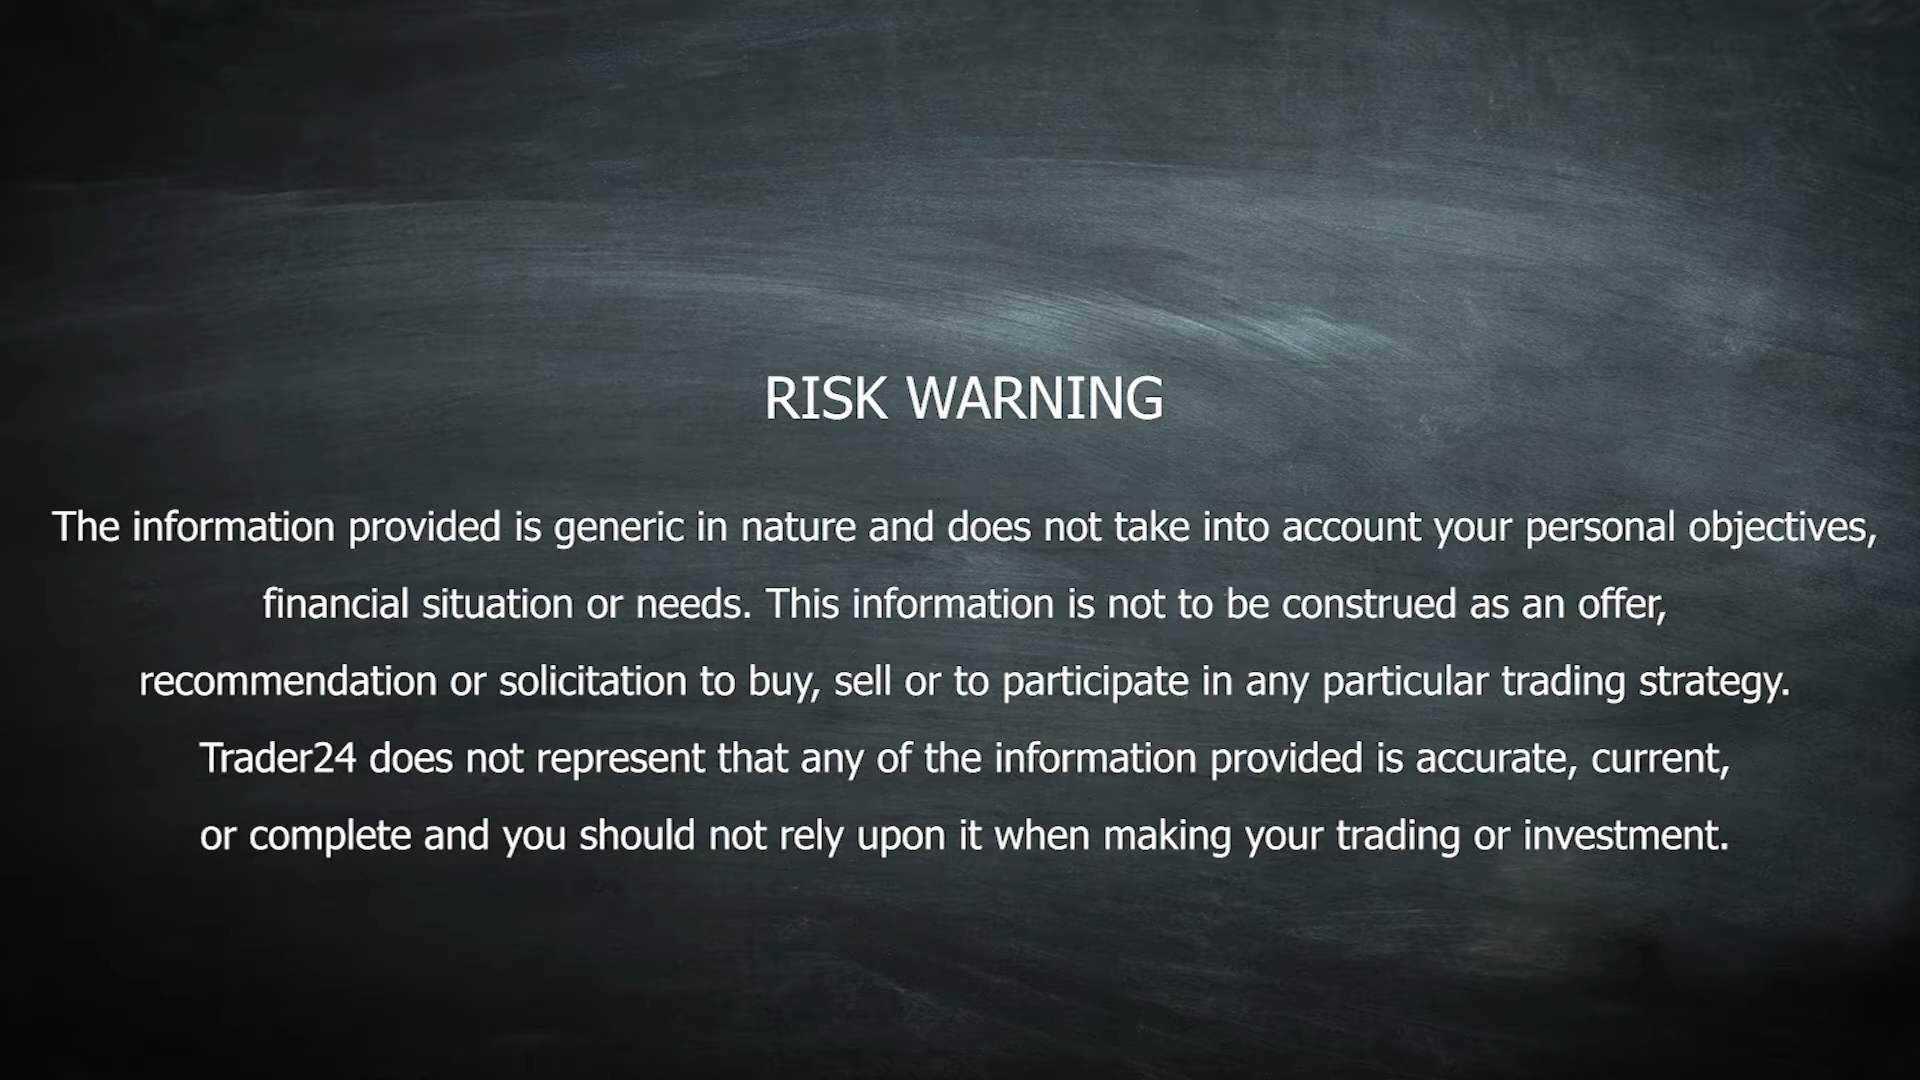 RISK WARNING
The information provided is generic in nature and does not take into account your personal objectives,
financial situation or needs. This information is not to be construed as an offer,
recommendation or solicitation to buy, sell or to participate in any particular trading strategy.
Trader24 does not represent that any of the information provided is accurate, current,
or complete and you should not rely upon it when making your trading or investment.